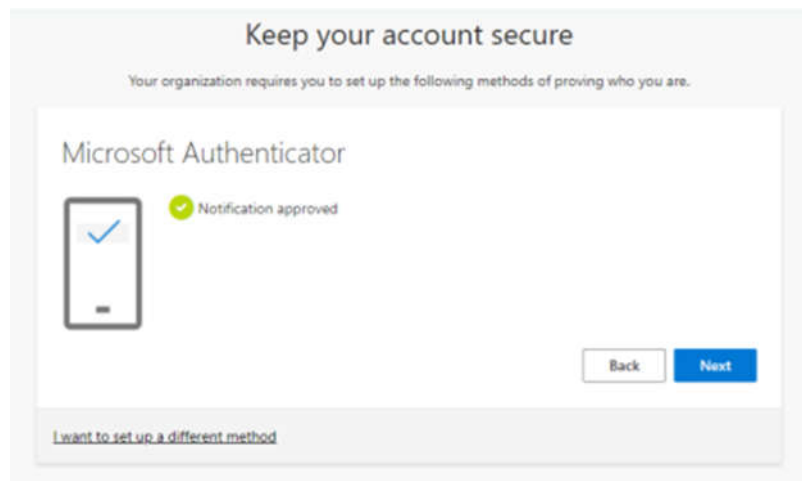 Keep your account secure
Your organization requires you to set up the following methods of proving who you are.
Microsoft Authenticator
Notification approved
Back Next
I want to set up a different method